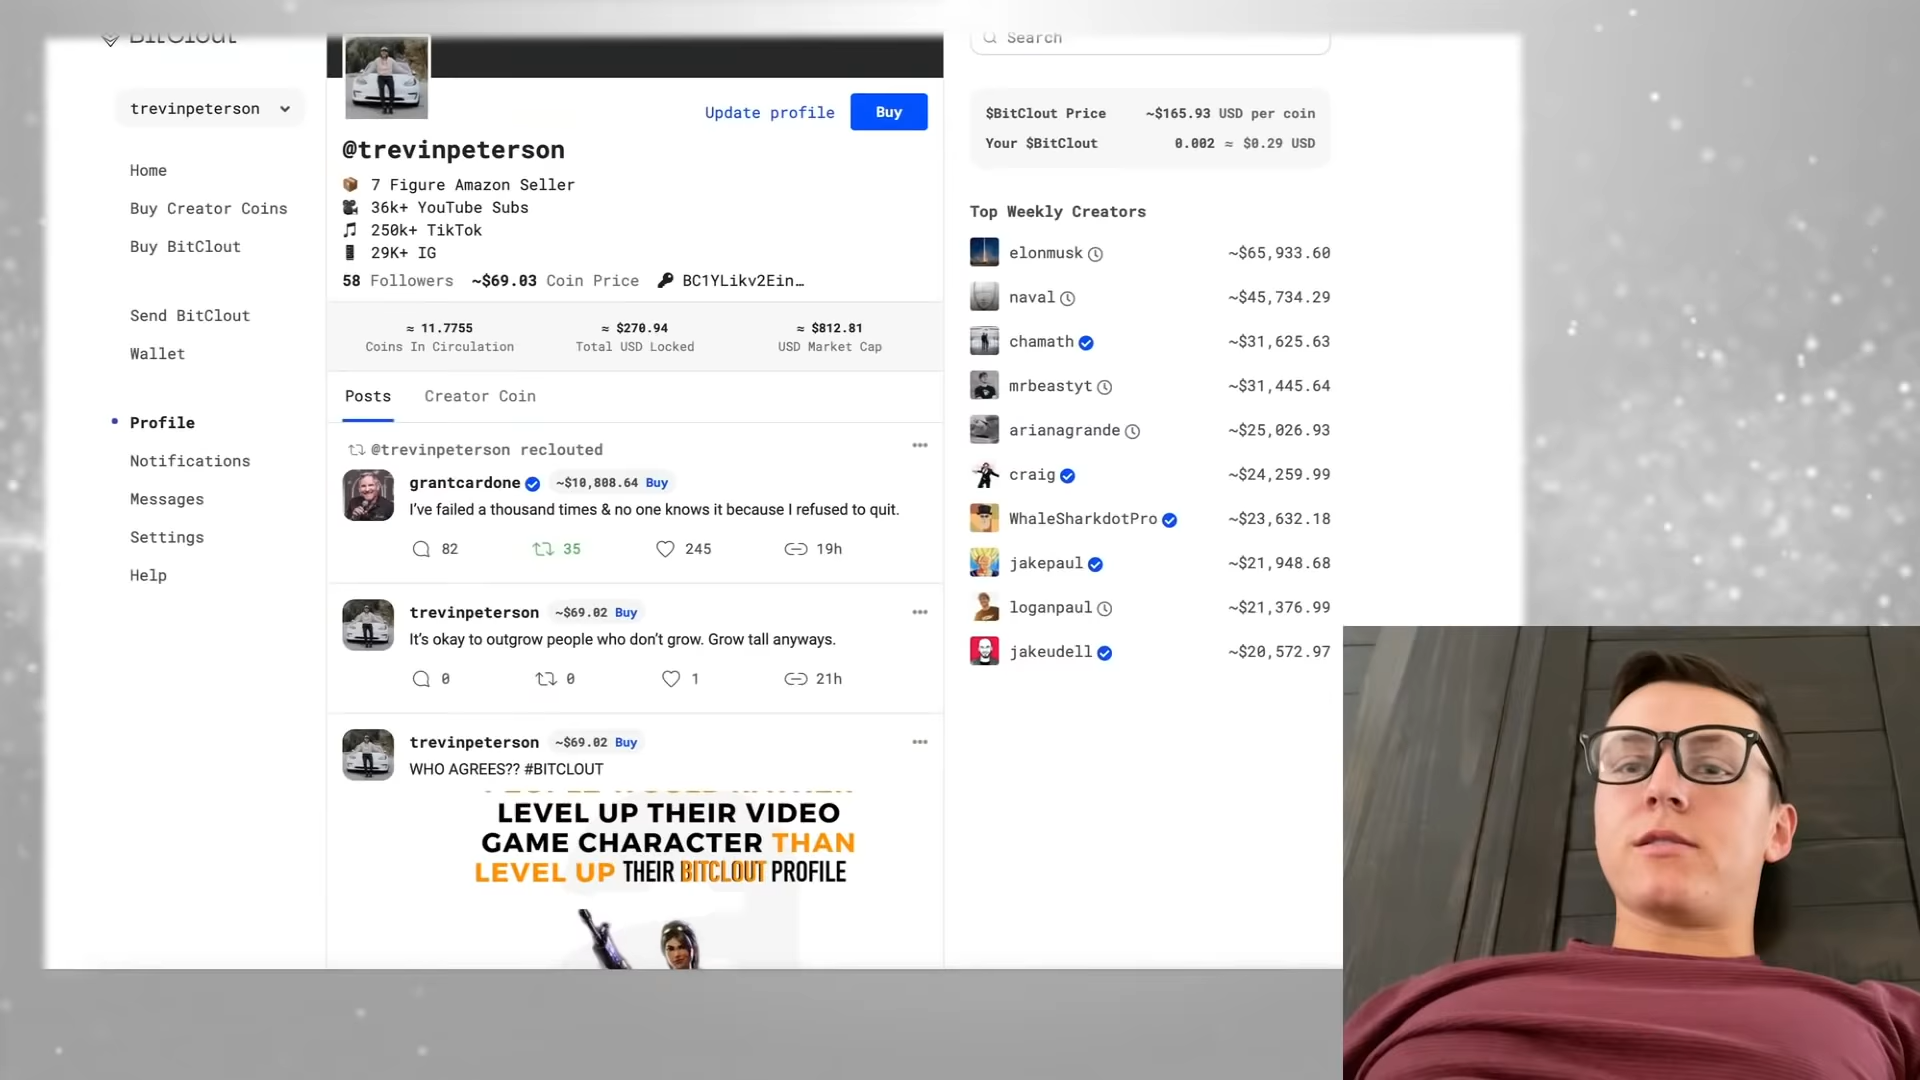 BitClout
trevinpeterson
Home
Buy Creator Coins
Buy BitClout
Send BitClout
Wallet
Profile
Notifications
Messages
Settings
Help
Update profile
Buy
@trevinpeterson
7 Figure Amazon Seller
36k+ YouTube Subs
250k+ TikTok
29K+ IG
58 Followers ~$69.03 Coin Price BC1YLikv2Ein…
≈ 11.7755
Coins In Circulation
≈ $270.94
Total USD Locked
≈ $812.81
USD Market Cap
Posts
Creator Coin
@trevinpeterson reclouted
grantcardone ~$10,808.64 Buy
I've failed a thousand times & no one knows it because I refused to quit.
82 35 245 19h
trevinpeterson ~$69.02 Buy
It's okay to outgrow people who don't grow. Grow tall anyways.
0 0 1 21h
trevinpeterson ~$69.02 Buy
WHO AGREES?? #BITCLOUT
LEVEL UP THEIR VIDEO
GAME CHARACTER THAN
LEVEL UP THEIR BITCLOUT PROFILE
Search
$BitClout Price ~$165.93 USD per coin
Your $BitClout 0.002 ≈ $0.29 USD
Top Weekly Creators
elonmusk ~$65,933.60
naval ~$45,734.29
chamath ~$31,625.63
mrbeastyt ~$31,445.64
arianagrande ~$25,026.93
craig ~$24,259.99
WhaleSharkdotPro ~$23,632.18
jakepaul ~$21,948.68
loganpaul ~$21,376.99
jakeudell ~$20,572.97